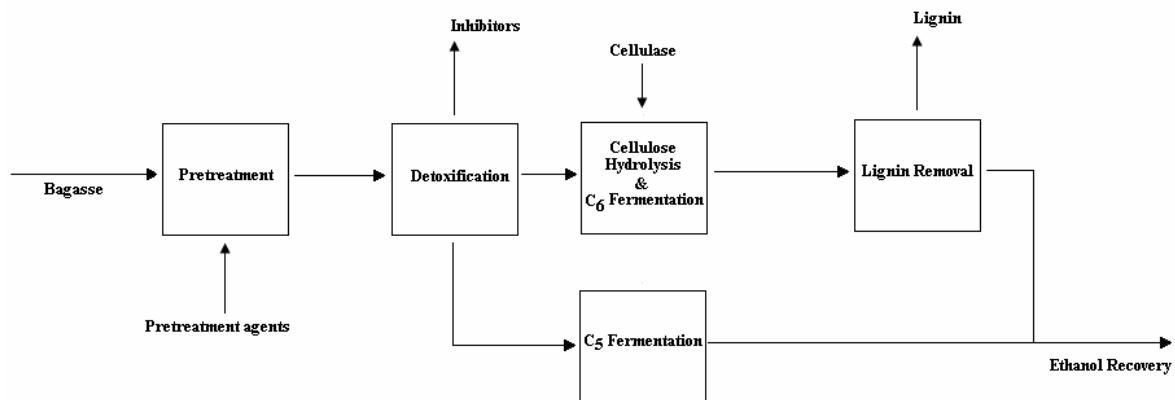 Inhibitors
Lignin
Cellulase
Bagasse
Pretreatment
Detoxification
Cellulose
Hydrolysis
&
C6 Fermentation
Lignin Removal
Pretreatment agents
C5 Fermentation
Ethanol Recovery